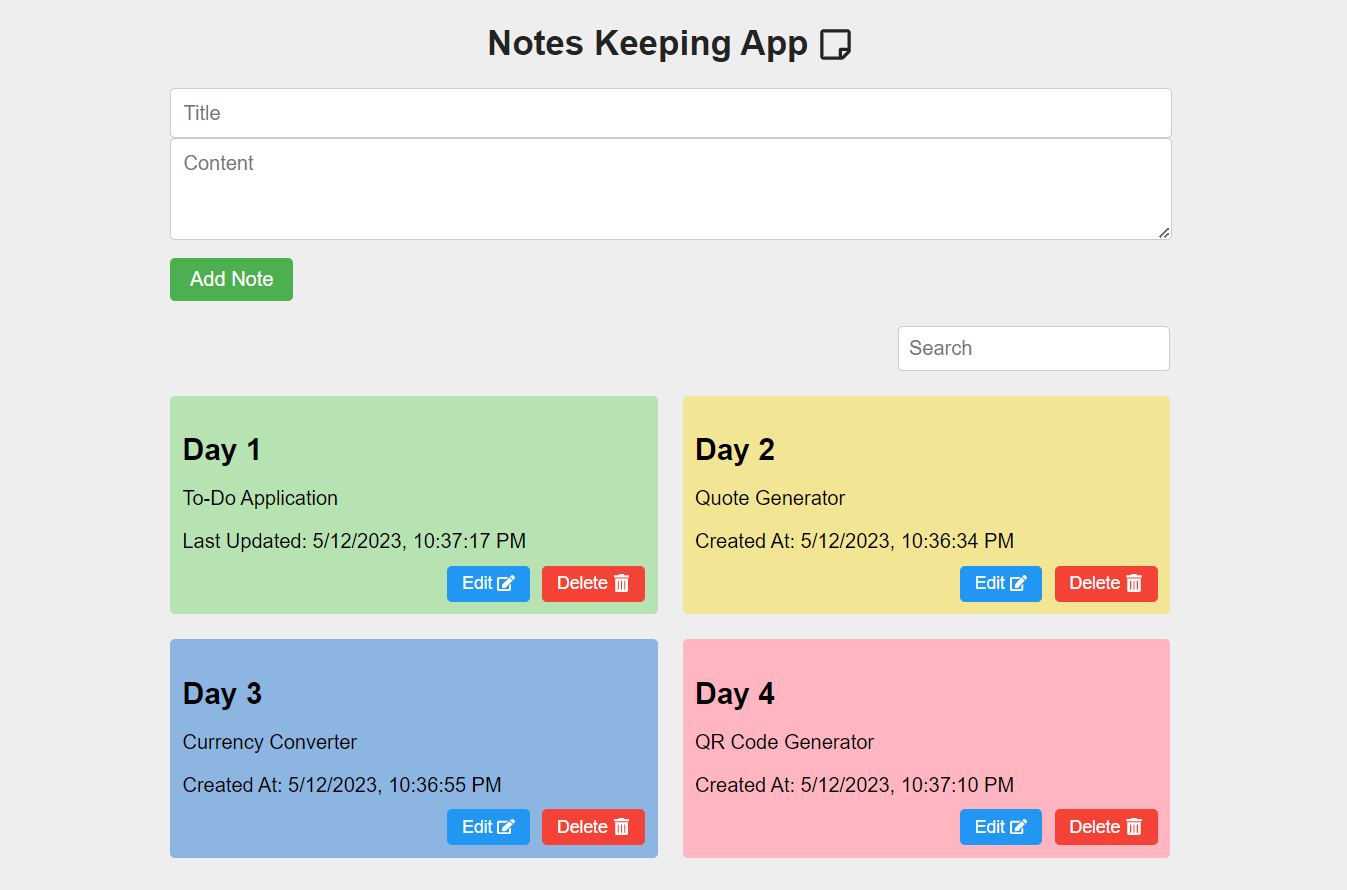 Notes Keeping App
Title
Content
Add Note
Search
Day 1
To-Do Application
Last Updated: 5/12/2023, 10:37:17 PM
Edit
Delete
Day 2
Quote Generator
Created At: 5/12/2023, 10:36:34 PM
Edit
Delete
Day 3
Currency Converter
Created At: 5/12/2023, 10:36:55 PM
Edit
Delete
Day 4
QR Code Generator
Created At: 5/12/2023, 10:37:10 PM
Edit
Delete